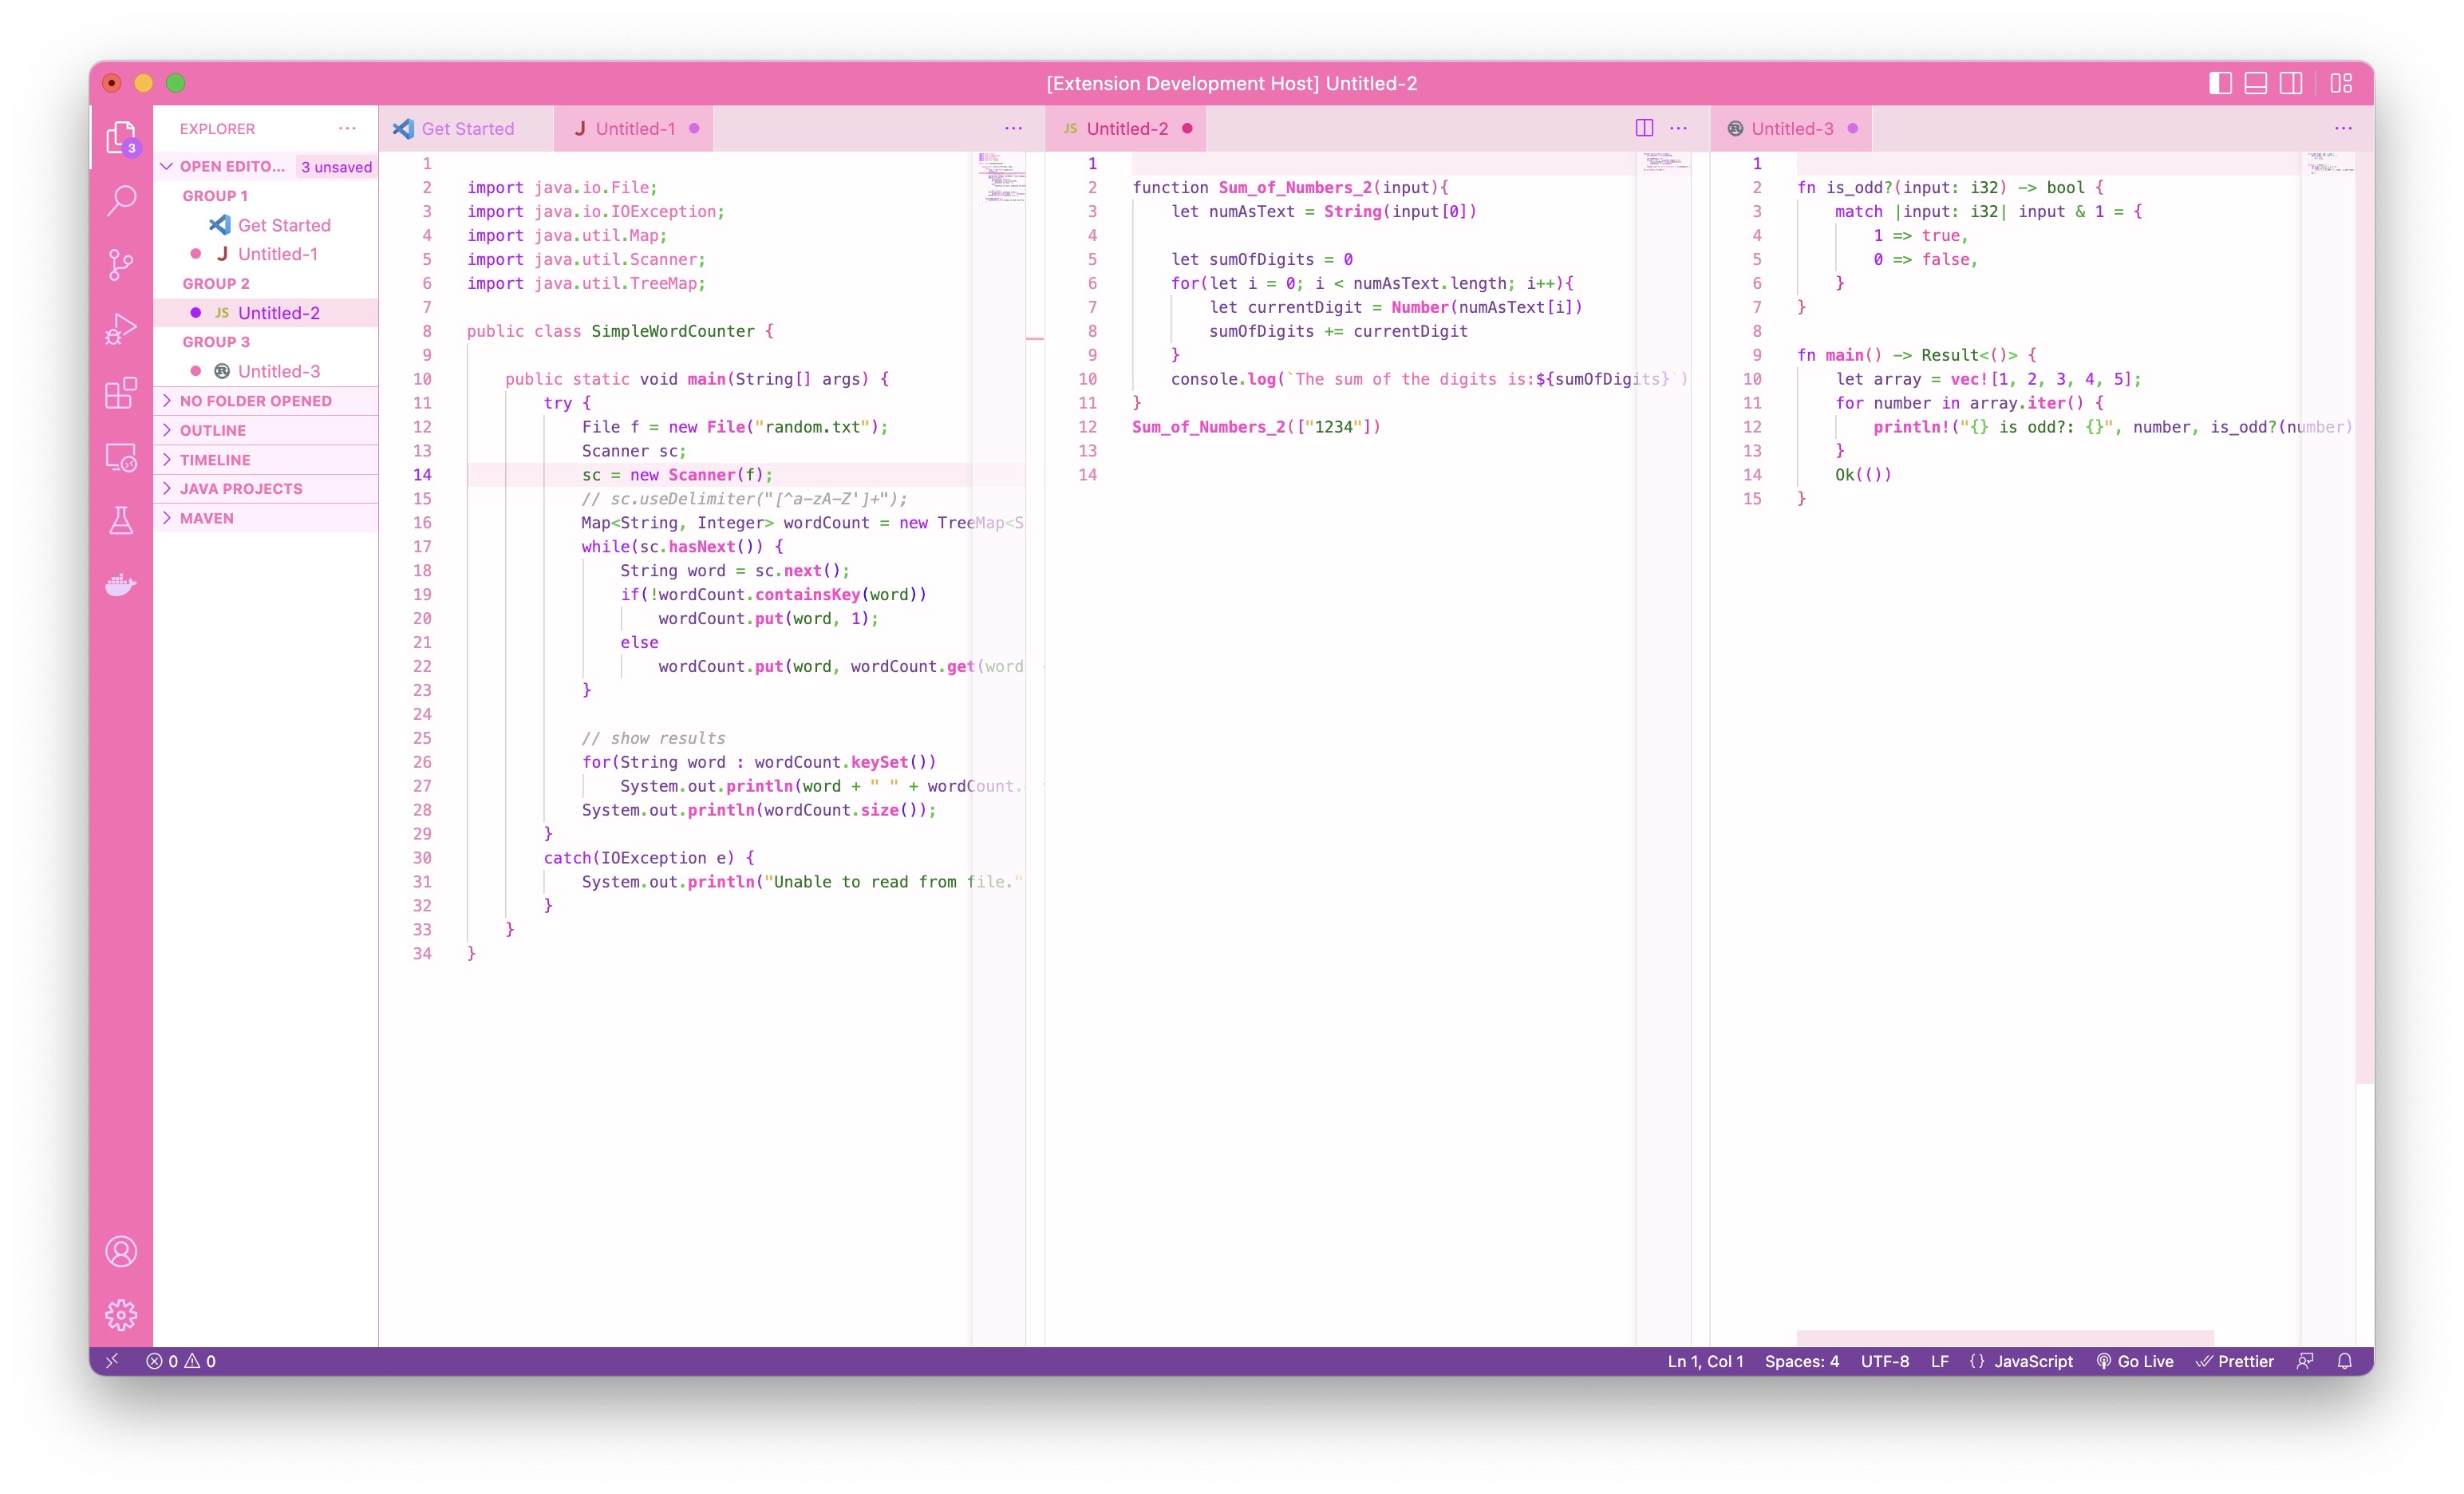 [Extension Development Host] Untitled-2
3
EXPLORER
OPEN EDITO... 3 unsaved
GROUP 1
Get Started
J Untitled-1
GROUP 2
JS Untitled-2
GROUP 3
Untitled-3
NO FOLDER OPENED
OUTLINE
TIMELINE
JAVA PROJECTS
MAVEN
Get Started J Untitled-1
1
2 import java.io.File;
3 import java.io.IOException;
4 import java.util.Map;
5 import java.util.Scanner;
6 import java.util.TreeMap;
7
8 public class SimpleWordCounter {
9
10 public static void main(String[] args) {
11 try {
12 File f = new File("random.txt");
13 Scanner sc;
14 sc = new Scanner(f);
15 // sc.useDelimiter("[^a-zA-Z']+");
16 Map<String, Integer> wordCount = new TreeMap<S
17 while(sc.hasNext()) {
18 String word = sc.next();
19 if(!wordCount.containsKey(word))
20 wordCount.put(word, 1);
21 else
22 wordCount.put(word, wordCount.get(word
23 }
24
25 // show results
26 for(String word : wordCount.keySet())
27 System.out.println(word + " " + wordCount.
28 System.out.println(wordCount.size());
29 }
30 catch(IOException e) {
31 System.out.println("Unable to read from file."
32 }
33 }
34 }
JS Untitled-2
1
2 function Sum_of_Numbers_2(input){
3 let numAsText = String(input[0])
4
5 let sumOfDigits = 0
6 for(let i = 0; i < numAsText.length; i++){
7 let currentDigit = Number(numAsText[i])
8 sumOfDigits += currentDigit
9 }
10 console.log(`The sum of the digits is:${sumOfDigits}`)
11 }
12 Sum_of_Numbers_2(["1234"])
13
14
Untitled-3
1
2 fn is_odd?(input: i32) -> bool {
3 match |input: i32| input & 1 = {
4 1 => true,
5 0 => false,
6 }
7 }
8
9 fn main() -> Result<()> {
10 let array = vec![1, 2, 3, 4, 5];
11 for number in array.iter() {
12 println!("{} is odd?: {}", number, is_odd?(number)
13 }
14 Ok(())
15 }
0 0
Ln 1, Col 1 Spaces: 4 UTF-8 LF {} JavaScript Go Live Prettier